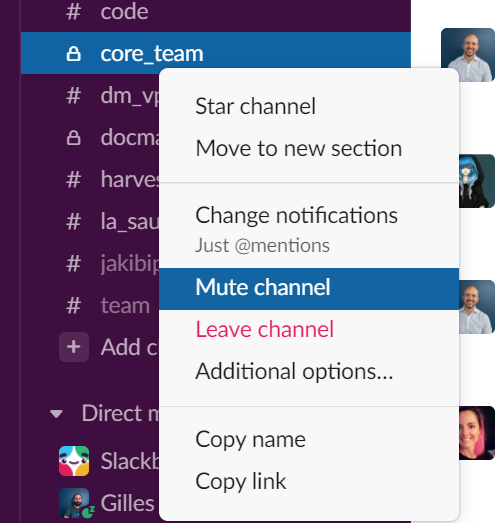 # code
core_team
# dm_vp
docma
# harves
# la_sau
# jakibip
# team
+ Add c
Direct m
Slackb
Gilles
Star channel
Move to new section
Change notifications
Just @mentions
Mute channel
Leave channel
Additional options...
Copy name
Copy link